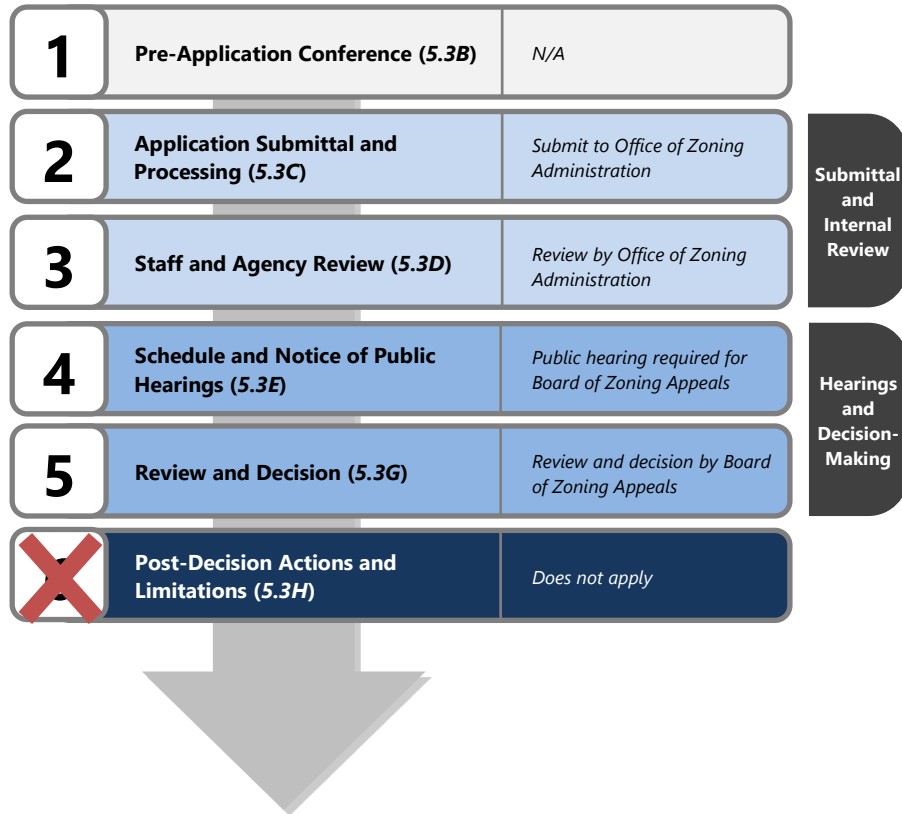 1
Pre-Application Conference (5.3B)
N/A
2
Application Submittal and
Processing (5.3C)
Submit to Office of Zoning
Administration
3
Staff and Agency Review (5.3D)
Review by Office of Zoning
Administration
Submittal
and
Internal
Review
4
Schedule and Notice of Public
Hearings (5.3E)
Public hearing required for
Board of Zoning Appeals
5
Review and Decision (5.3G)
Review and decision by Board
of Zoning Appeals
Hearings
and
Decision-
Making
Post-Decision Actions and
Limitations (5.3H)
Does not apply